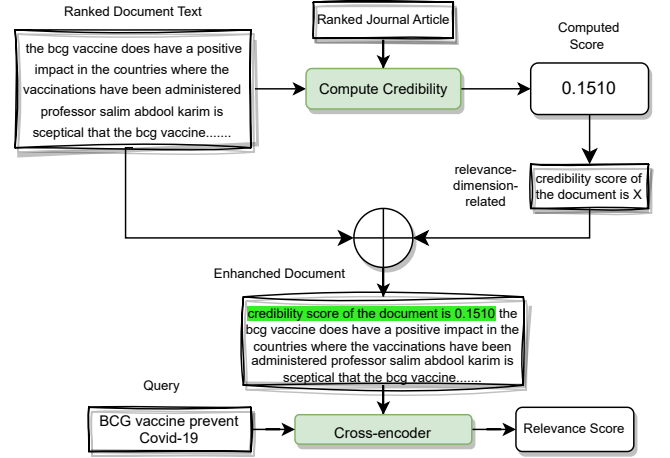 Ranked Document Text
the bcg vaccine does have a positive
impact in the countries where the
vaccinations have been administered
professor salim abdool karim is
sceptical that the bcg vaccine.......
Ranked Journal Article
Compute Credibility
Computed
Score
0.1510
relevance-
dimension-
related
credibility score of
the document is X
Enhanched Document
credibility score of the document is 0.1510 the
bcg vaccine does have a positive impact in the
countries where the vaccinations have been
administered professor salim abdool karim is
sceptical that the bcg vaccine.......
Query
BCG vaccine prevent
Covid-19
Cross-encoder
Relevance Score